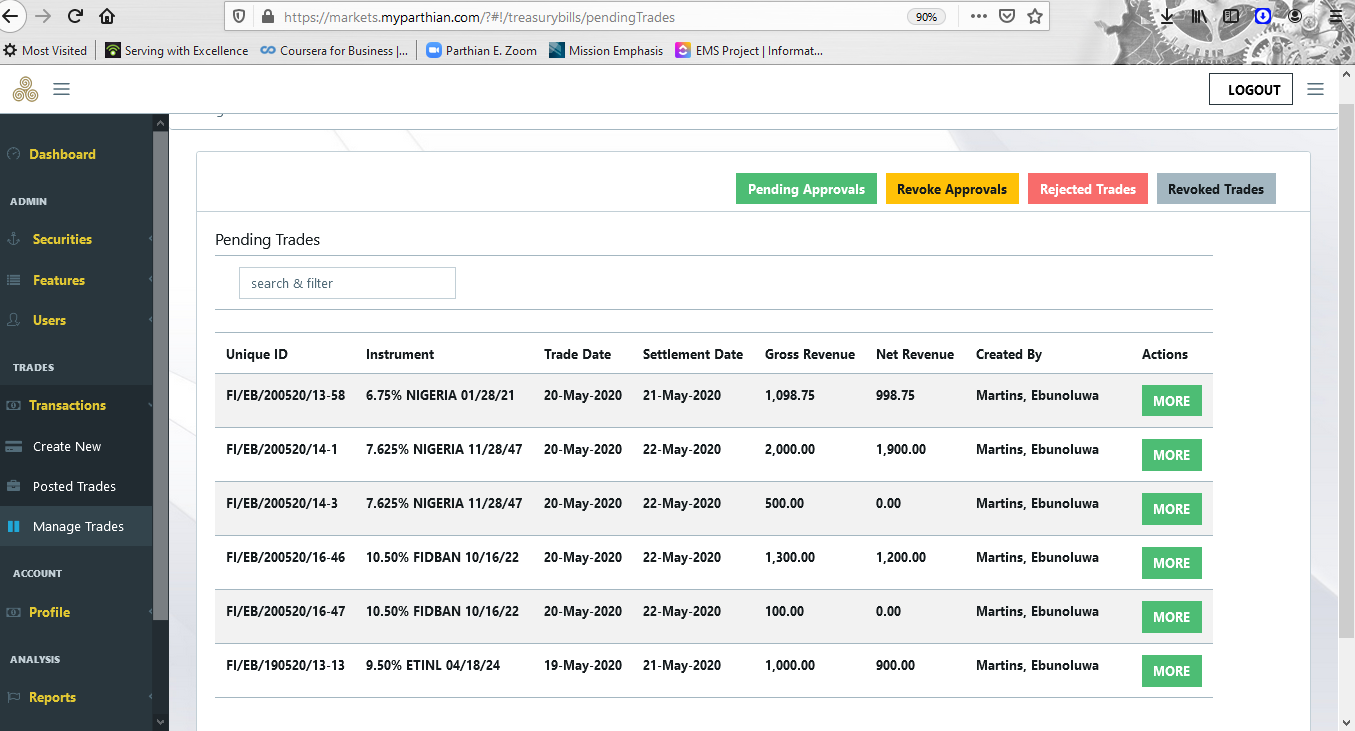 https://markets.myparthian.com/?#!/treasurybills/pendingTrades 90%
Most Visited Serving with Excellence Coursera for Business |... Parthian E. Zoom Mission Emphasis EMS Project | Informat...
LOGOUT
Dashboard
ADMIN
Securities
Features
Users
TRADES
Transactions
Create New
Posted Trades
Manage Trades
ACCOUNT
Profile
ANALYSIS
Reports
Pending Approvals Revoke Approvals Rejected Trades Revoked Trades
Pending Trades
search & filter
Unique ID Instrument Trade Date Settlement Date Gross Revenue Net Revenue Created By Actions
FI/EB/200520/13-58 6.75% NIGERIA 01/28/21 20-May-2020 21-May-2020 1,098.75 998.75 Martins, Ebunoluwa MORE
FI/EB/200520/14-1 7.625% NIGERIA 11/28/47 20-May-2020 22-May-2020 2,000.00 1,900.00 Martins, Ebunoluwa MORE
FI/EB/200520/14-3 7.625% NIGERIA 11/28/47 20-May-2020 22-May-2020 500.00 0.00 Martins, Ebunoluwa MORE
FI/EB/200520/16-46 10.50% FIDBAN 10/16/22 20-May-2020 22-May-2020 1,300.00 1,200.00 Martins, Ebunoluwa MORE
FI/EB/200520/16-47 10.50% FIDBAN 10/16/22 20-May-2020 22-May-2020 100.00 0.00 Martins, Ebunoluwa MORE
FI/EB/190520/13-13 9.50% ETINL 04/18/24 19-May-2020 21-May-2020 1,000.00 900.00 Martins, Ebunoluwa MORE